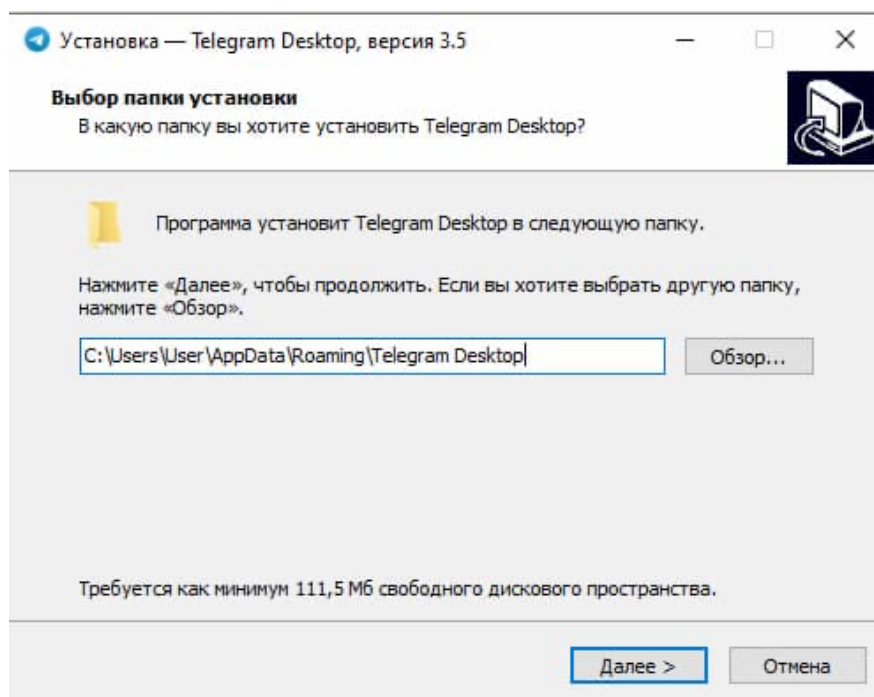 Установка — Telegram Desktop, версия 3.5
Выбор папки установки
В какую папку вы хотите установить Telegram Desktop?
Программа установит Telegram Desktop в следующую папку.
Нажмите «Далее», чтобы продолжить. Если вы хотите выбрать другую папку,
нажмите «Обзор».
C:\Users\User\AppData\Roaming\Telegram Desktop
Обзор...
Требуется как минимум 111,5 Мб свободного дискового пространства.
Далее >
Отмена